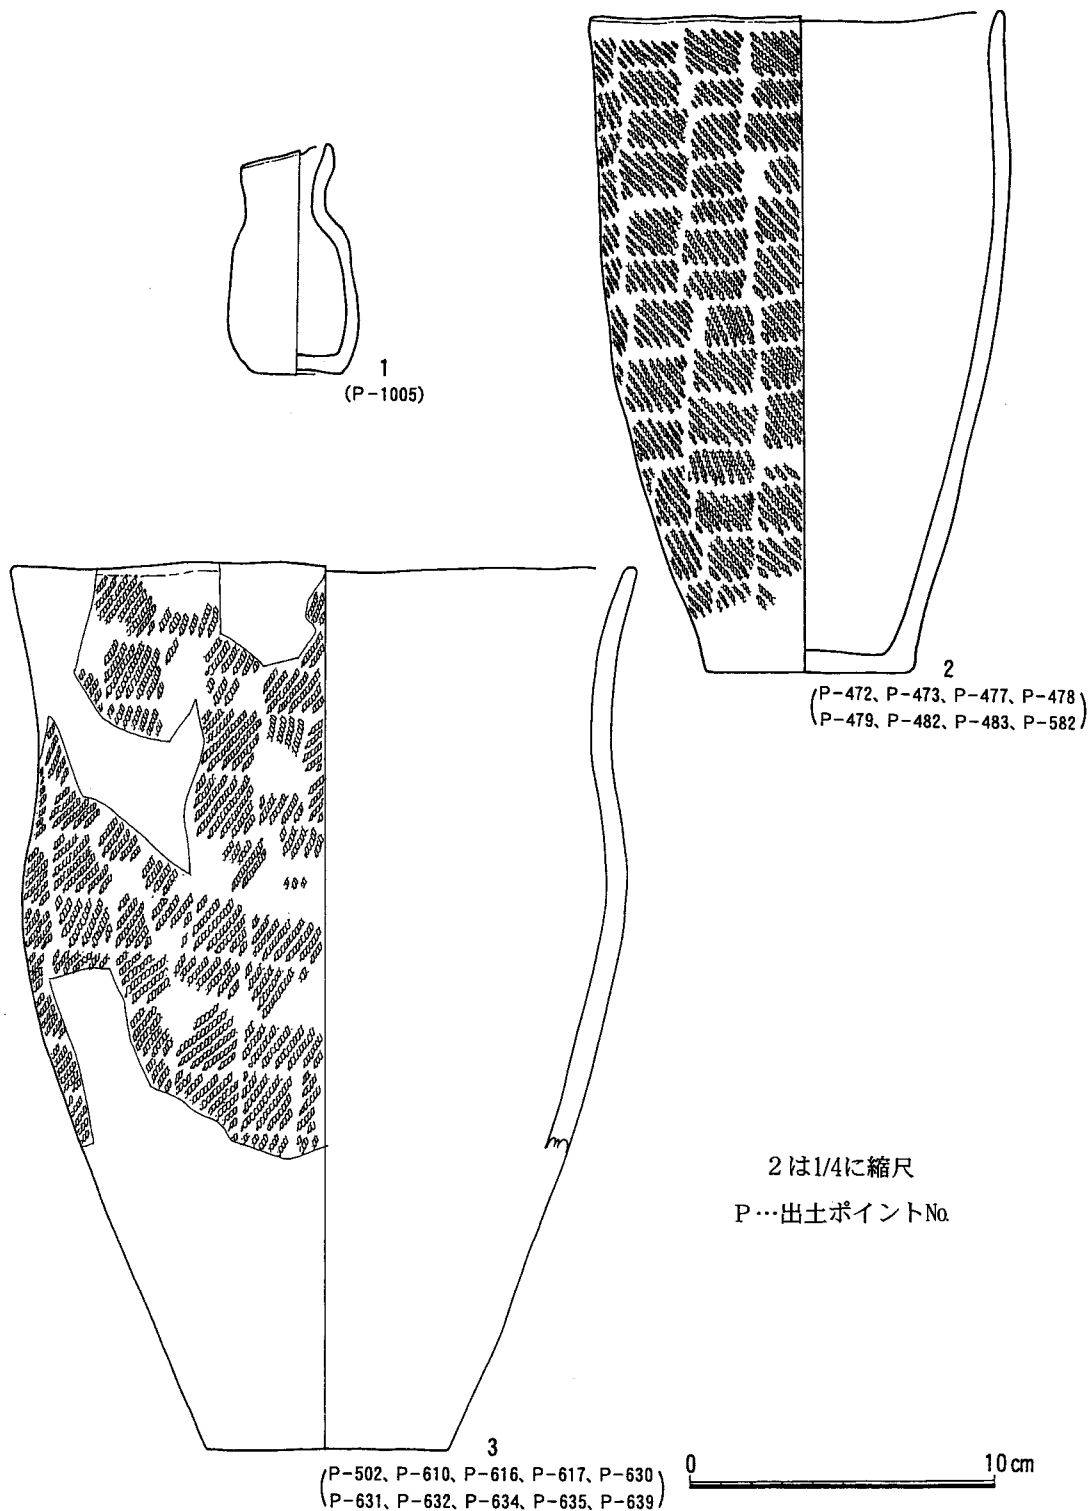 1
(P-1005)
2
(P-472、P-473、P-477、P-478
P-479、P-482、P-483、P-582)
2は1/4に縮尺
P…出土ポイントNo.
3
(P-502、P-610、P-616、P-617、P-630
P-631、P-632、P-634、P-635、P-639)
0 10cm